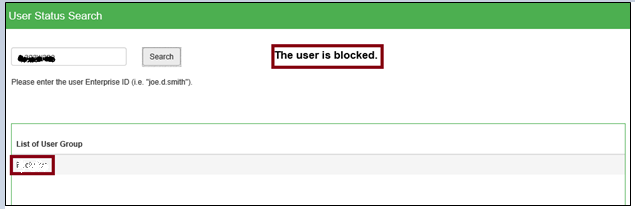 User Status Search
Search
The user is blocked.
Please enter the user Enterprise ID (i.e. "joe.d.smith").
List of User Group